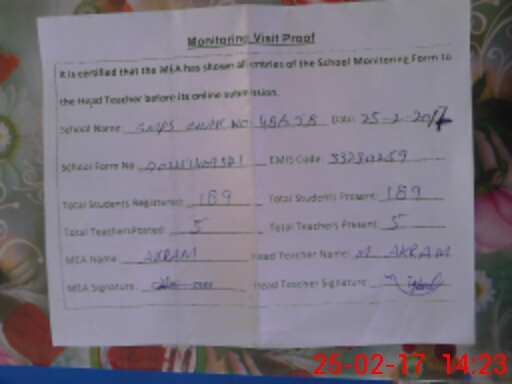 Monitoring Visit Proof
It is certified that the MEA has shown all entries of the School Monitoring Form to
the Head Teacher before its online submission.
School Name: GMPS CHAK NO. Date: 25-2-2017
School Form No EMIS Code: 33230259
Total Students Registered: 189 Total Students Present: 189
Total Teachers Posted: 5 Total Teachers Present: 5
MEA Name: AKRAM Head Teacher Name: M AKRAM
MEA Signature: Head Teacher Signature:
25-02-17 14:23